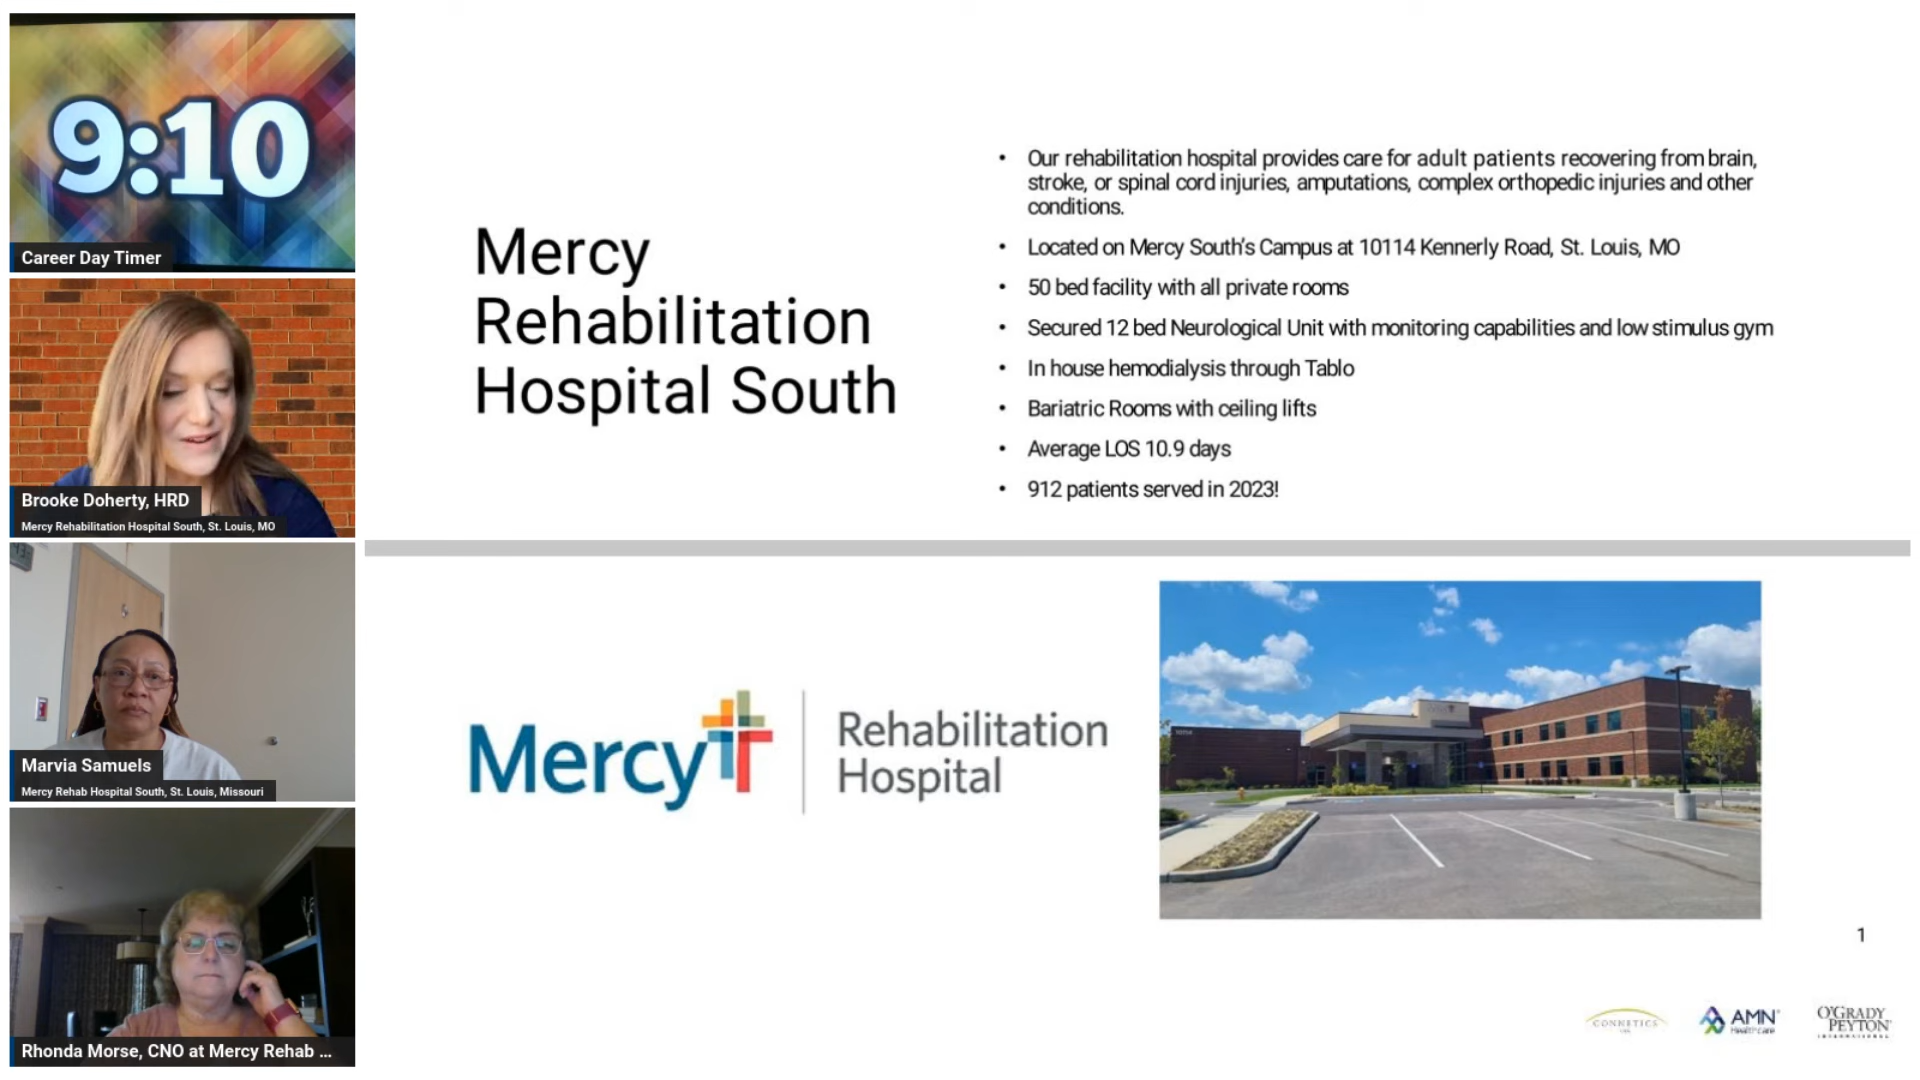 9:10
Career Day Timer
Brooke Doherty, HRD
Mercy Rehabilitation Hospital South, St. Louis, MO
Marvia Samuels
Mercy Rehab Hospital South, St. Louis, Missouri
Rhonda Morse, CNO at Mercy Rehab ...
Mercy
Rehabilitation
Hospital South
• Our rehabilitation hospital provides care for adult patients recovering from brain,
stroke, or spinal cord injuries, amputations, complex orthopedic injuries and other
conditions.
• Located on Mercy South’s Campus at 10114 Kennerly Road, St. Louis, MO
• 50 bed facility with all private rooms
• Secured 12 bed Neurological Unit with monitoring capabilities and low stimulus gym
• In house hemodialysis through Tablo
• Bariatric Rooms with ceiling lifts
• Average LOS 10.9 days
• 912 patients served in 2023!
Mercy
Rehabilitation
Hospital
1
CONNETICS
USA
AMN
Healthcare
O'GRADY
PEYTON
INTERNATIONAL